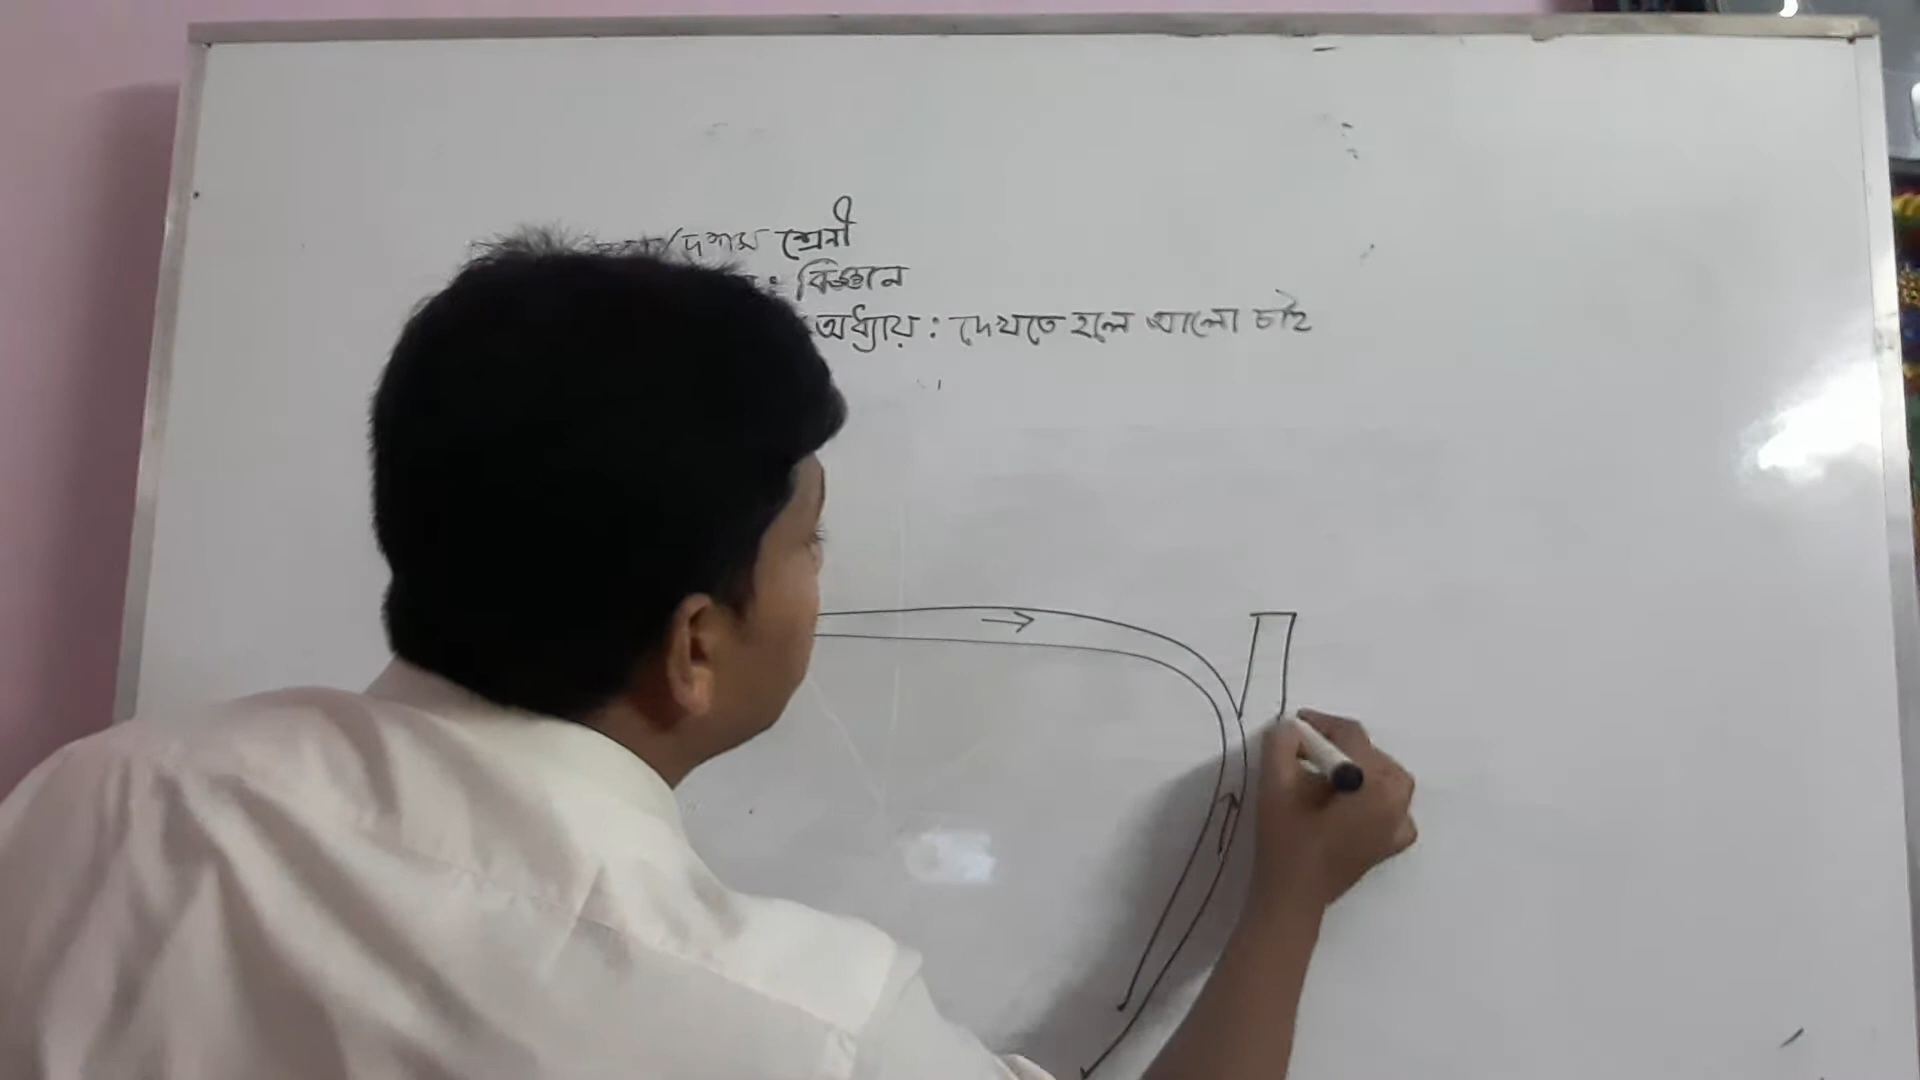 /দশম শ্রেনী
: বিজ্ঞান
অধ্যায় : দেখতে হলে আলো চাই